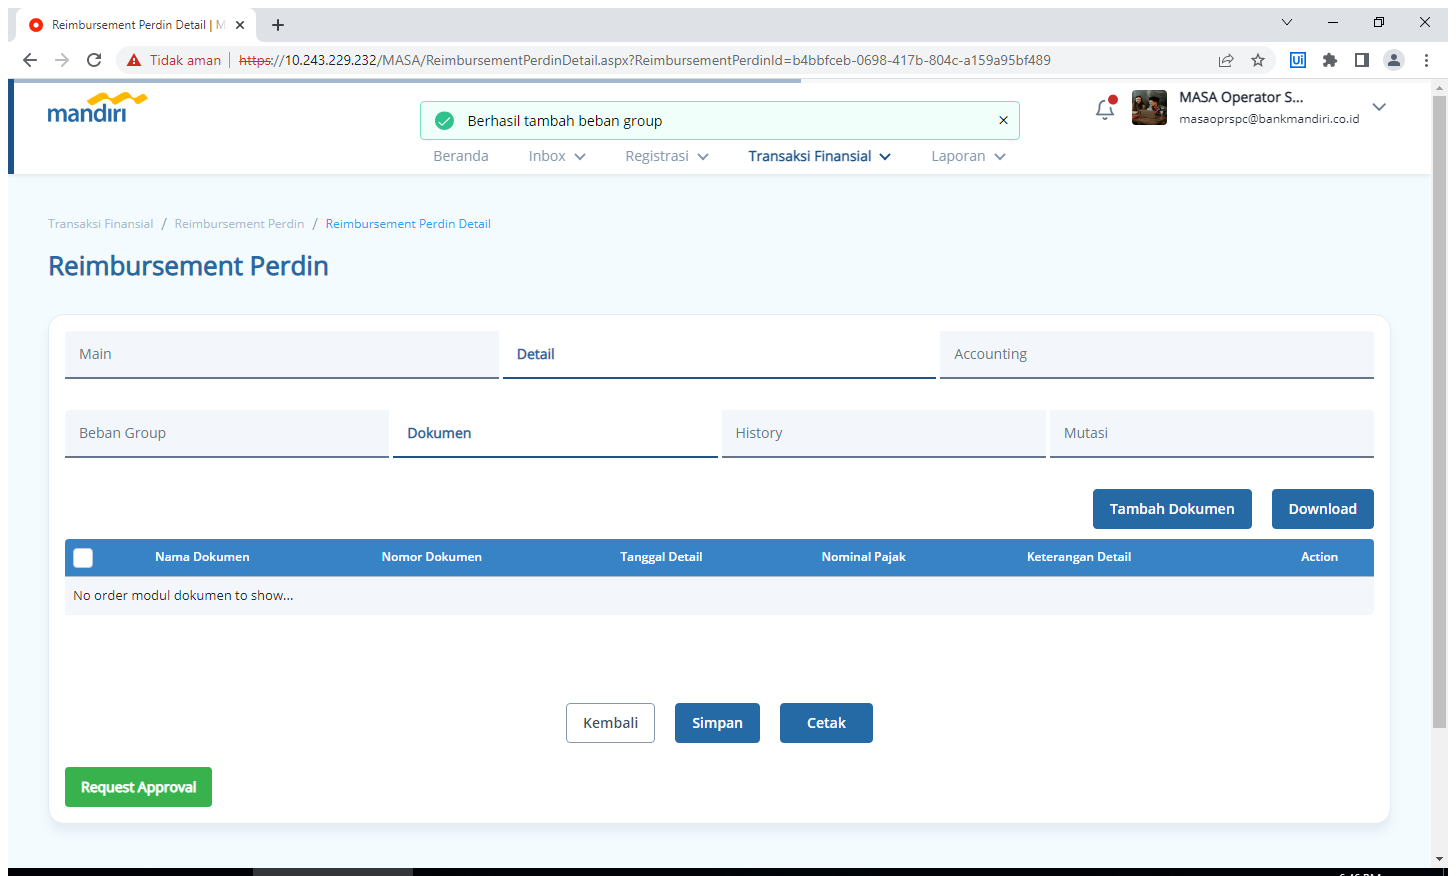 Reimbursement Perdin Detail | M
Tidak aman
https://10.243.229.232/MASA/ReimbursementPerdinDetail.aspx?ReimbursementPerdinId=b4bbfceb-0698-417b-804c-a159a95bf489
Ui
mandiri
Berhasil tambah beban group
MASA Operator S...
masaoprspc@bankmandiri.co.id
Beranda
Inbox
Registrasi
Transaksi Finansial
Laporan
Transaksi Finansial / Reimbursement Perdin / Reimbursement Perdin Detail
Reimbursement Perdin
Main
Detail
Accounting
Beban Group
Dokumen
History
Mutasi
Tambah Dokumen
Download
Nama Dokumen
Nomor Dokumen
Tanggal Detail
Nominal Pajak
Keterangan Detail
Action
No order modul dokumen to show...
Kembali
Simpan
Cetak
Request Approval